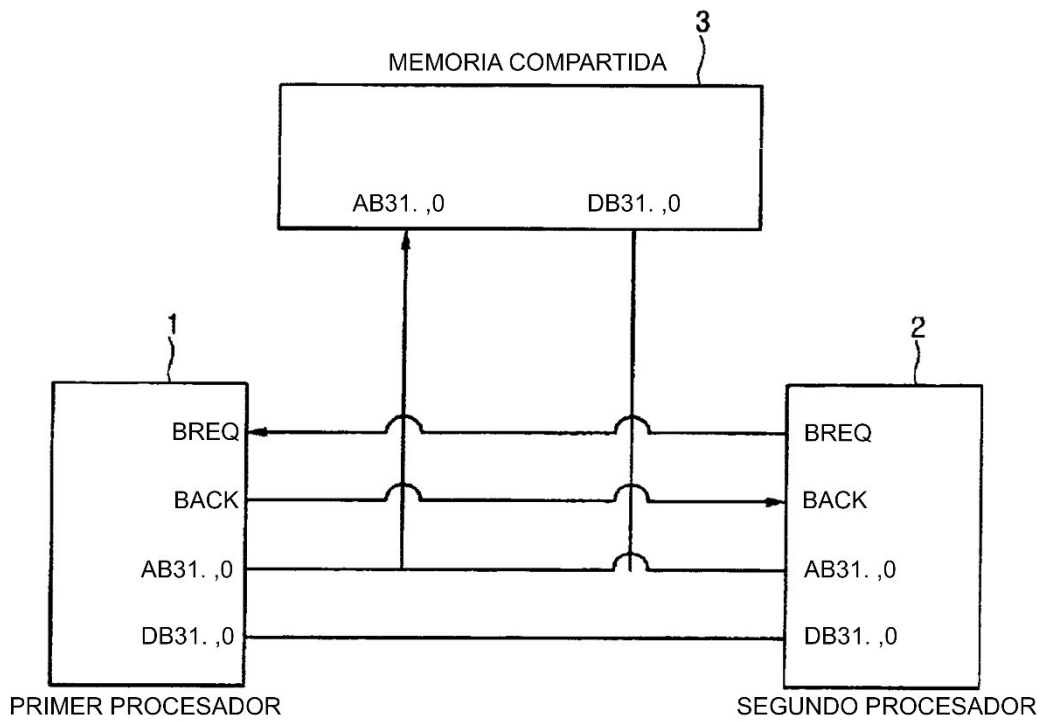 3
MEMORIA COMPARTIDA
AB31. ,0 DB31. ,0
1
2
BREQ BREQ
BACK BACK
AB31. ,0 AB31. ,0
DB31. ,0 DB31. ,0
PRIMER PROCESADOR SEGUNDO PROCESADOR